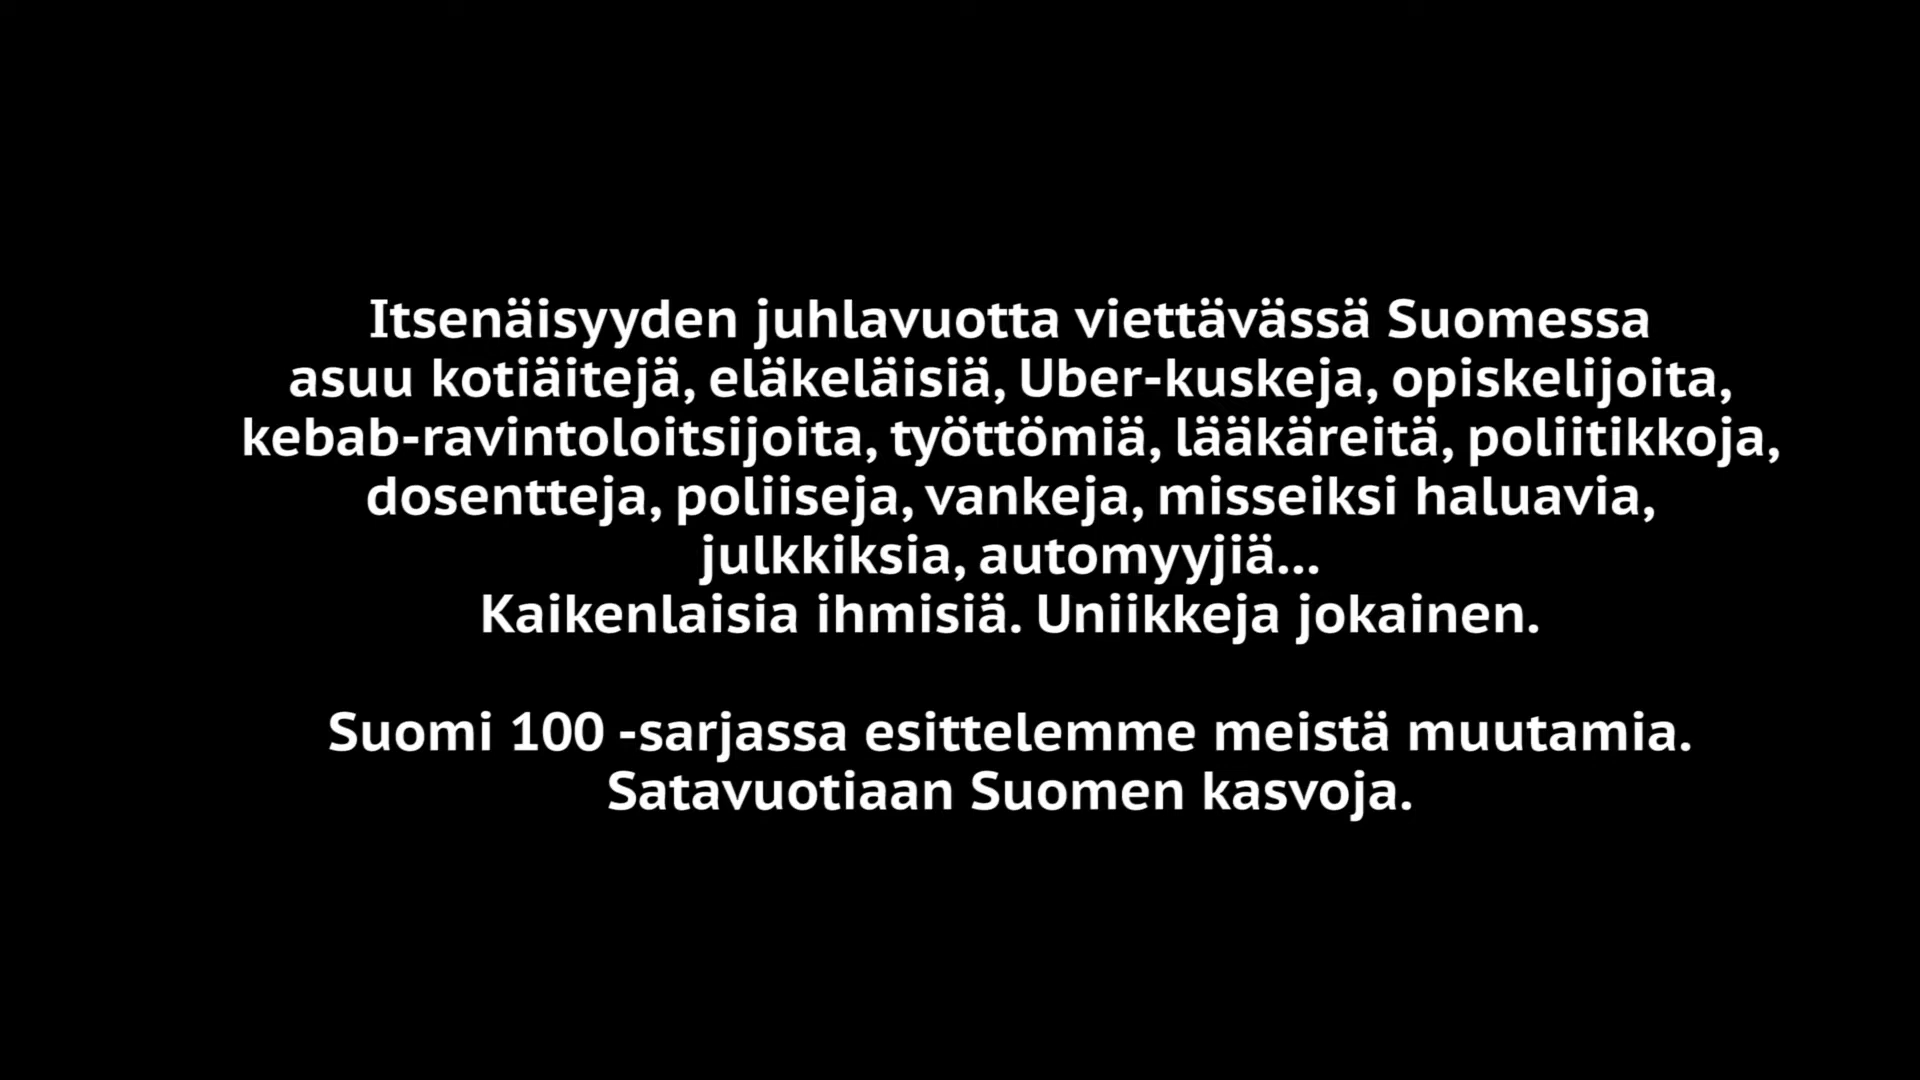 Itsenäisyyden juhlavuotta viettävässä Suomessa
asuu kotiäitejä, eläkeläisiä, Uber-kuskeja, opiskelijoita,
kebab-ravintoloitsijoita, työttömiä, lääkäreitä, poliitikkoja,
dosentteja, poliiseja, vankeja, misseiksi haluavia,
julkkiksia, automyyjiä...
Kaikenlaisia ihmisiä. Uniikkeja jokainen.
Suomi 100 -sarjassa esittelemme meistä muutamia.
Satavuotiaan Suomen kasvoja.